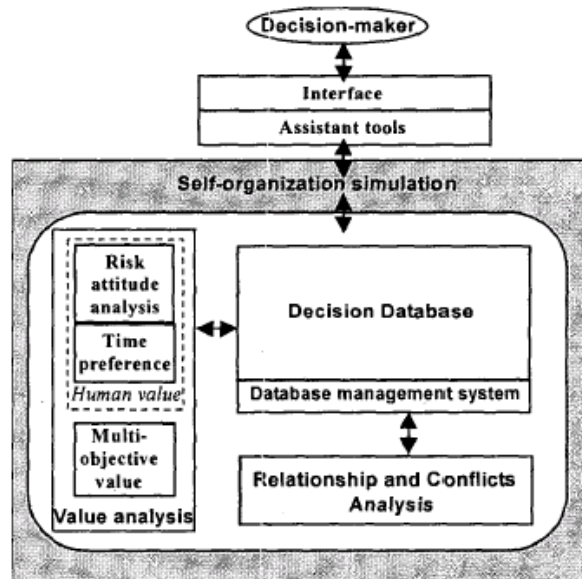 Decision-maker
Interface
Assistant tools
Self-organization simulation
Risk
attitude
analysis
Time
preference
Human value
Multi-
objective
value
Value analysis
Decision Database
Database management system
Relationship and Conflicts
Analysis